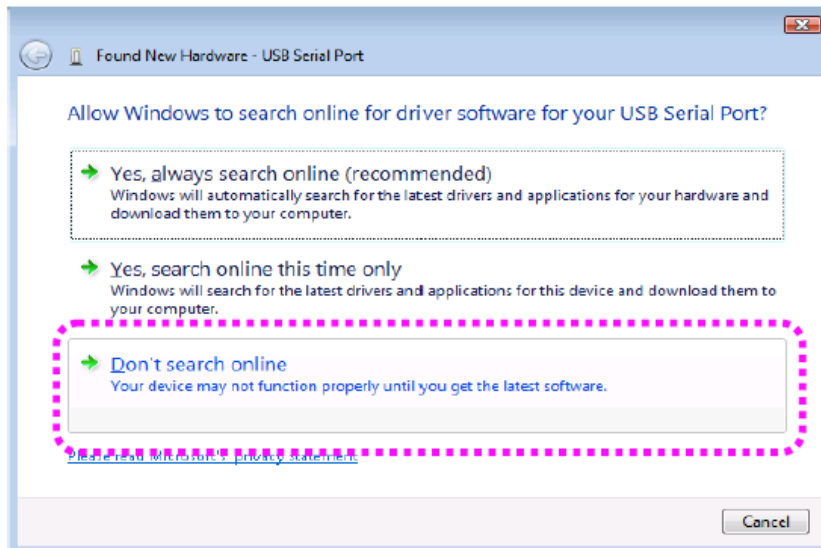 Found New Hardware - USB Serial Port
Allow Windows to search online for driver software for your USB Serial Port?
Yes, always search online (recommended)
Windows will automatically search for the latest drivers and applications for your hardware and
download them to your computer.
Yes, search online this time only
Windows will search for the latest drivers and applications for this device and download them to
your computer.
Don't search online
Your device may not function properly until you get the latest software.
Please read Microsoft's privacy statement
Cancel